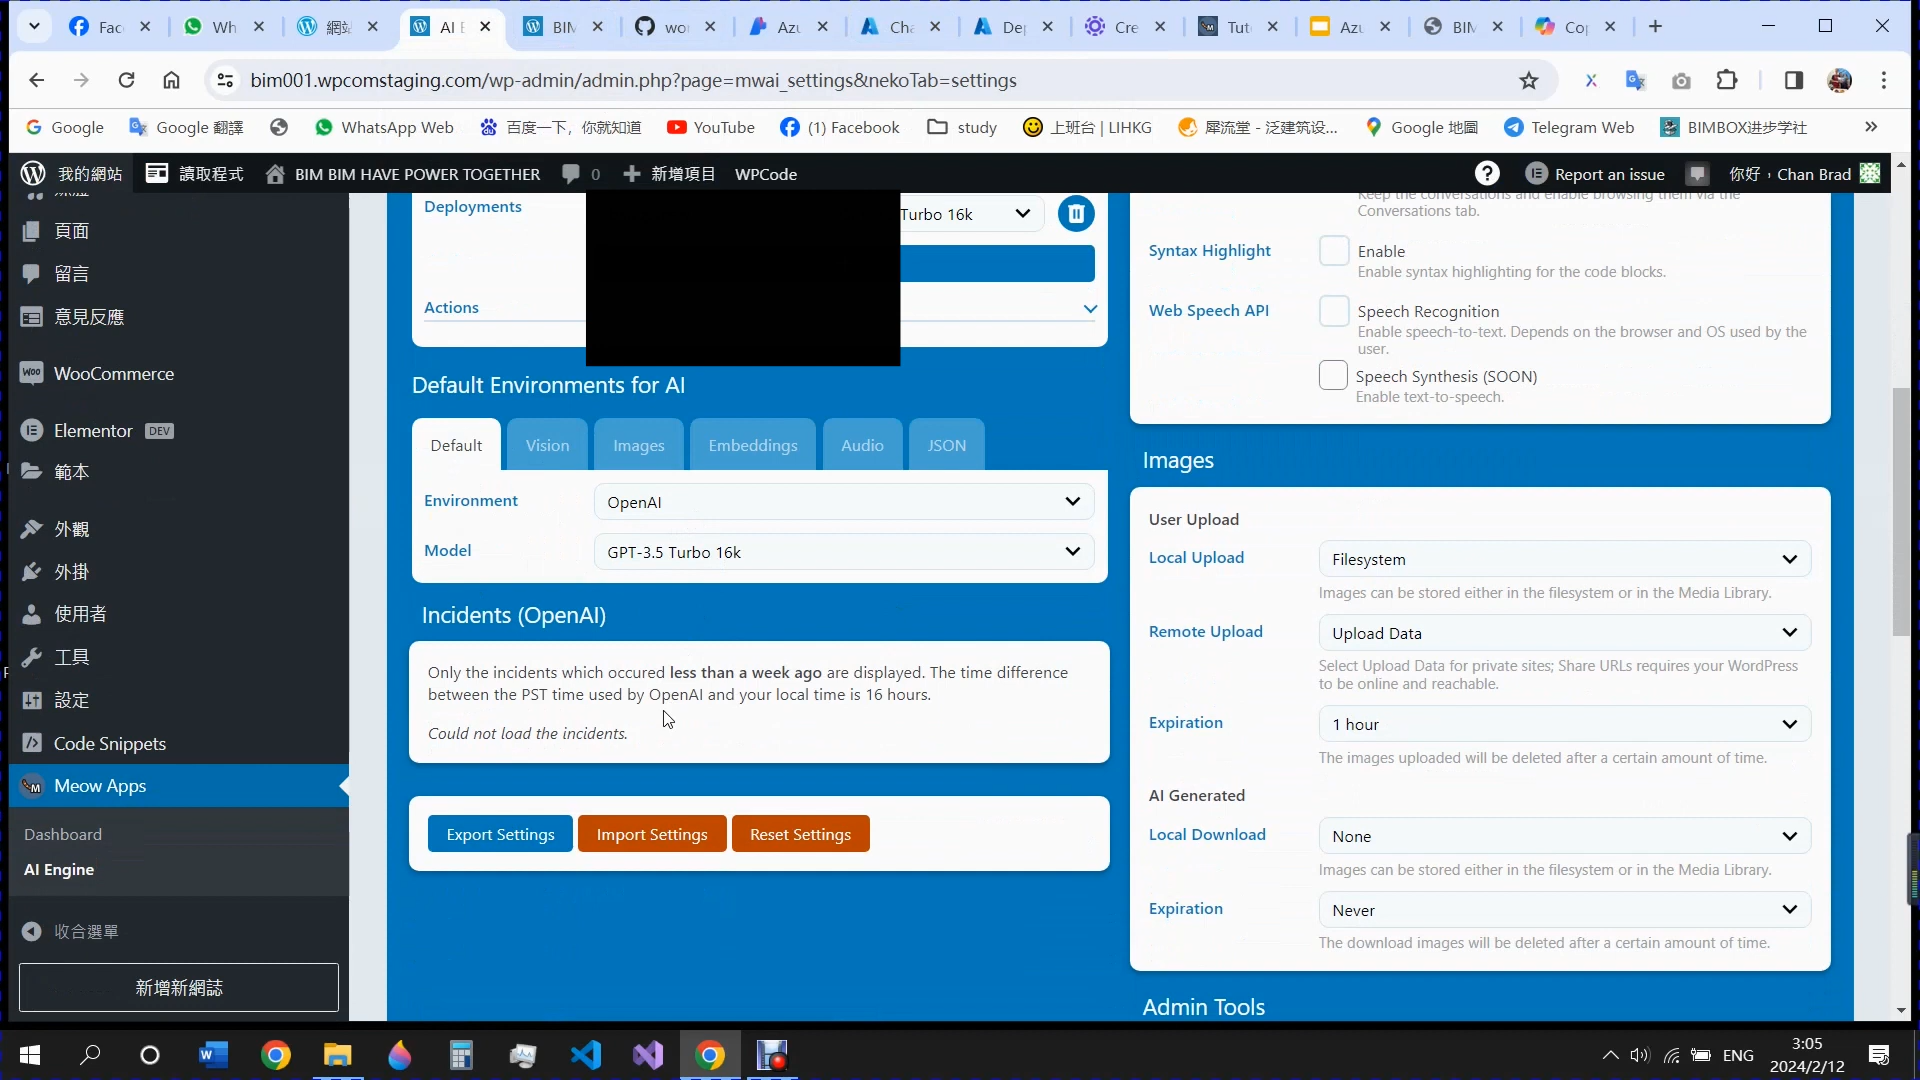 Fac
Wh
網站
AI E
BIM
wor
Azu
Cha
Dep
Cre
Tuto
Azu
BIM
Cop
bim001.wpcomstaging.com/wp-admin/admin.php?page=mwai_settings&nekoTab=settings
Google
Google 翻譯
WhatsApp Web
百度一下，你就知道
YouTube
(1) Facebook
study
上班台 | LIHKG
犀流堂 - 泛建筑设...
Google 地圖
Telegram Web
BIMBOX进步学社
我的網站
讀取程式
BIM BIM HAVE POWER TOGETHER
0
新增項目
WPCode
Report an issue
你好，Chan Brad
頁面
留言
意見反應
WooCommerce
Elementor DEV
範本
外觀
外掛
使用者
工具
設定
Code Snippets
Meow Apps
Dashboard
AI Engine
收合選單
新增新網誌
Deployments
Turbo 16k
Actions
Default Environments for AI
Default
Vision
Images
Embeddings
Audio
JSON
Environment
OpenAI
Model
GPT-3.5 Turbo 16k
Incidents (OpenAI)
Only the incidents which occured less than a week ago are displayed. The time difference
between the PST time used by OpenAI and your local time is 16 hours.
Could not load the incidents.
Export Settings
Import Settings
Reset Settings
Keep the conversations and enable browsing them via the
Conversations tab.
Syntax Highlight
Enable
Enable syntax highlighting for the code blocks.
Web Speech API
Speech Recognition
Enable speech-to-text. Depends on the browser and OS used by the
user.
Speech Synthesis (SOON)
Enable text-to-speech.
Images
User Upload
Local Upload
Filesystem
Images can be stored either in the filesystem or in the Media Library.
Remote Upload
Upload Data
Select Upload Data for private sites; Share URLs requires your WordPress
to be online and reachable.
Expiration
1 hour
The images uploaded will be deleted after a certain amount of time.
AI Generated
Local Download
None
Images can be stored either in the filesystem or in the Media Library.
Expiration
Never
The download images will be deleted after a certain amount of time.
Admin Tools
ENG
3:05
2024/2/12